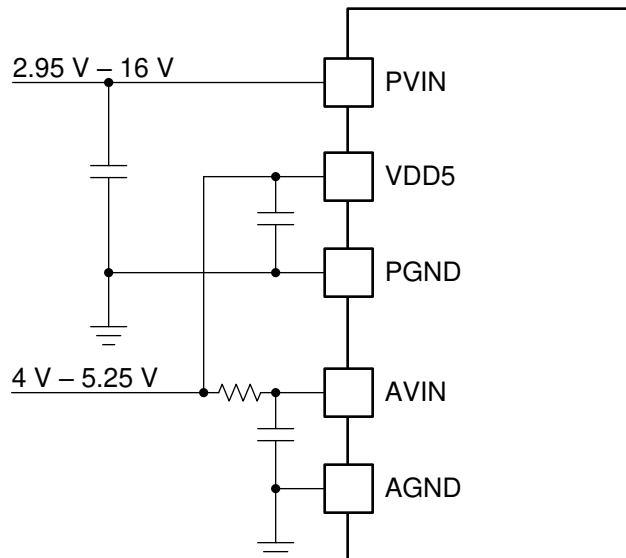 2.95 V – 16 V
PVIN
VDD5
PGND
4 V – 5.25 V
AVIN
AGND